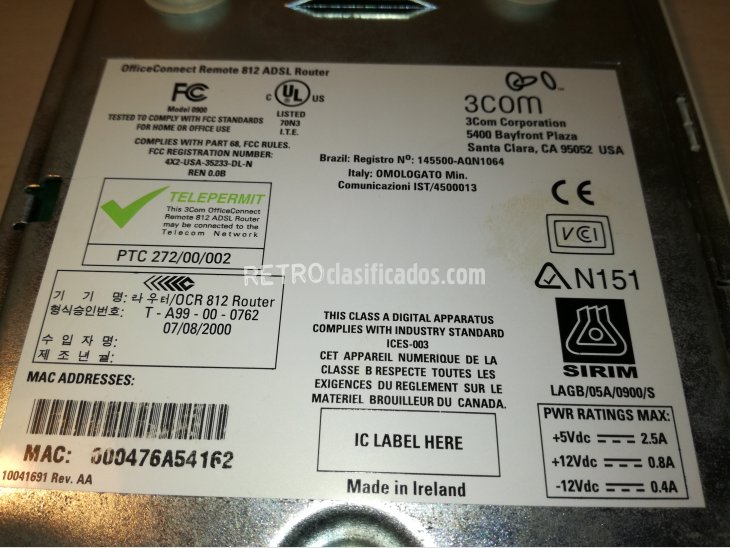 OfficeConnect Remote 812 ADSL Router
FC
Model 0900
TESTED TO COMPLY WITH FCC STANDARDS
FOR HOME OR OFFICE USE
C UL US
LISTED
70N3
I.T.E.
3COM
3Com Corporation
5400 Bayfront Plaza
Santa Clara, CA 95052 USA
COMPLIES WITH PART 68, FCC RULES.
FCC REGISTRATION NUMBER:
4X2-USA-35233-DL-N
REN 0.0B
Brazil: Registro Nº: 145500-AQN1064
Italy: OMOLOGATO Min.
Comunicazioni IST/4500013
TELEPERMIT
This 3Com OfficeConnect
Remote 812 ADSL Router
may be connected to the
Telecom Network
PTC 272/00/002
CE
VCCI
N151
RETROclasificados.com
기 기 명: 라우터/OCR 812 Router
형식승인번호: T - A99 - 00 - 0762
07/08/2000
수 입 자 명:
제 조 년 월:
THIS CLASS A DIGITAL APPARATUS
COMPLIES WITH INDUSTRY STANDARD
ICES-003
CET APPAREIL NUMERIQUE DE LA
CLASSE B RESPECTE TOUTES LES
EXIGENCES DU REGLEMENT SUR LE
MATERIEL BROUILLEUR DU CANADA.
SIRIM
LAGB/05A/0900/S
MAC ADDRESSES:
MAC: 000476A54162
10041691 Rev. AA
IC LABEL HERE
Made in Ireland
PWR RATINGS MAX:
+5Vdc 2.5A
+12Vdc 0.8A
-12Vdc 0.4A